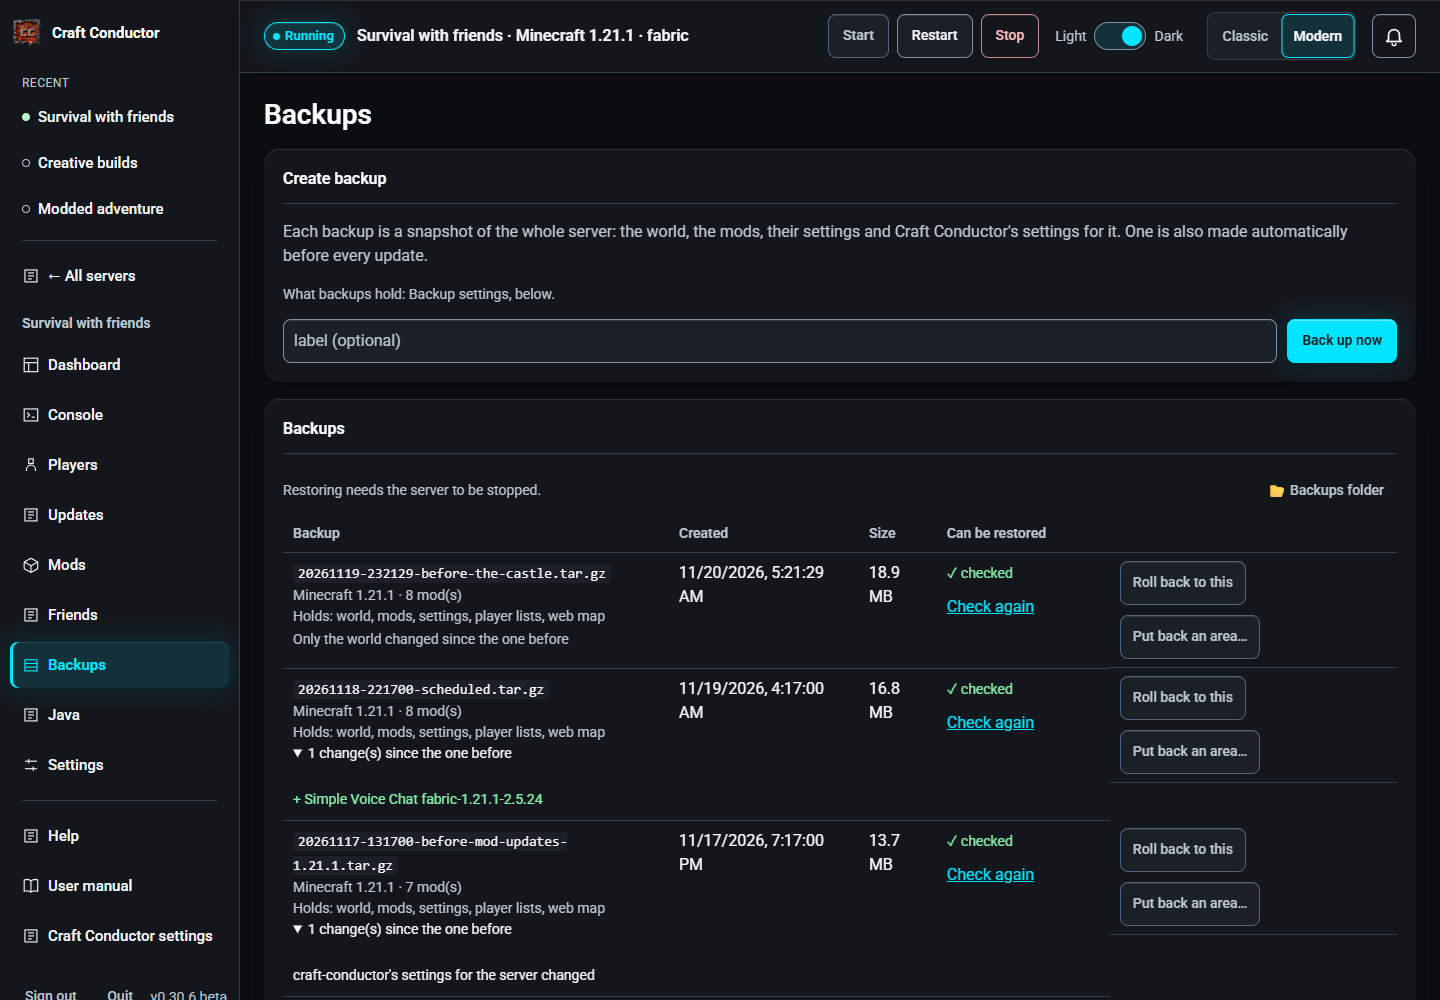 Craft Conductor
RECENT
Survival with friends
Creative builds
Modded adventure
← All servers
Survival with friends
Dashboard
Console
Players
Updates
Mods
Friends
Backups
Java
Settings
Help
User manual
Craft Conductor settings
Sign out Quit v0.30.6 beta
Running Survival with friends · Minecraft 1.21.1 · fabric
Start Restart Stop Light Dark Classic Modern
Backups
Create backup
Each backup is a snapshot of the whole server: the world, the mods, their settings and Craft Conductor's settings for it. One is also made automatically
before every update.
What backups hold: Backup settings, below.
label (optional) Back up now
Backups
Restoring needs the server to be stopped. Backups folder
Backup Created Size Can be restored
20261119-232129-before-the-castle.tar.gz
Minecraft 1.21.1 · 8 mod(s)
Holds: world, mods, settings, player lists, web map
Only the world changed since the one before
11/20/2026, 5:21:29
AM
18.9
MB
✓ checked
Check again
Roll back to this
Put back an area...
20261118-221700-scheduled.tar.gz
Minecraft 1.21.1 · 8 mod(s)
Holds: world, mods, settings, player lists, web map
▼ 1 change(s) since the one before
+ Simple Voice Chat fabric-1.21.1-2.5.24
11/19/2026, 4:17:00
AM
16.8
MB
✓ checked
Check again
Roll back to this
Put back an area...
20261117-131700-before-mod-updates-
1.21.1.tar.gz
Minecraft 1.21.1 · 7 mod(s)
Holds: world, mods, settings, player lists, web map
▼ 1 change(s) since the one before
craft-conductor's settings for the server changed
11/17/2026, 7:17:00
PM
13.7
MB
✓ checked
Check again
Roll back to this
Put back an area...